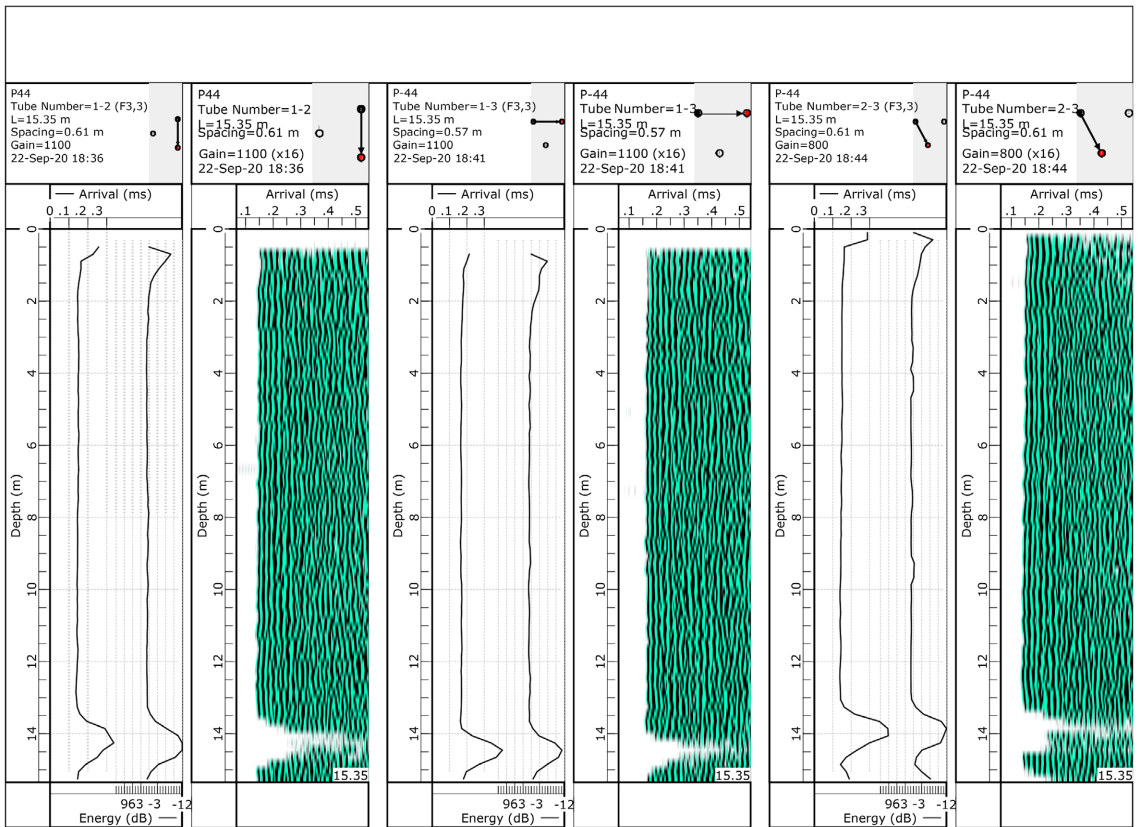 P44
Tube Number=1-2 (F3,3)
L=15.35 m
Spacing=0.61 m
Gain=1100
22-Sep-20 18:36
P44
Tube Number=1-2
L=15.35 m
Spacing=0.61 m
Gain=1100 (x16)
22-Sep-20 18:36
P-44
Tube Number=1-3 (F3,3)
L=15.35 m
Spacing=0.57 m
Gain=1100
22-Sep-20 18:41
P-44
Tube Number=1-3
L=15.35 m
Spacing=0.57 m
Gain=1100 (x16)
22-Sep-20 18:41
P-44
Tube Number=2-3 (F3,3)
L=15.35 m
Spacing=0.61 m
Gain=800
22-Sep-20 18:44
P-44
Tube Number=2-3
L=15.35 m
Spacing=0.61 m
Gain=800 (x16)
22-Sep-20 18:44
Arrival (ms)
0 .1 .2 .3
Arrival (ms)
.1 .2 .3 .4 .5
Arrival (ms)
0 .1 .2 .3
Arrival (ms)
.1 .2 .3 .4 .5
Arrival (ms)
0 .1 .2 .3
Arrival (ms)
.1 .2 .3 .4 .5
Depth (m)
0 2 4 6 8 10 12 14
Depth (m)
0 2 4 6 8 10 12 14
Depth (m)
0 2 4 6 8 10 12 14
Depth (m)
0 2 4 6 8 10 12 14
Depth (m)
0 2 4 6 8 10 12 14
Depth (m)
0 2 4 6 8 10 12 14
15.35
15.35
15.35
963 -3 -12
Energy (dB)
963 -3 -12
Energy (dB)
963 -3 -12
Energy (dB)